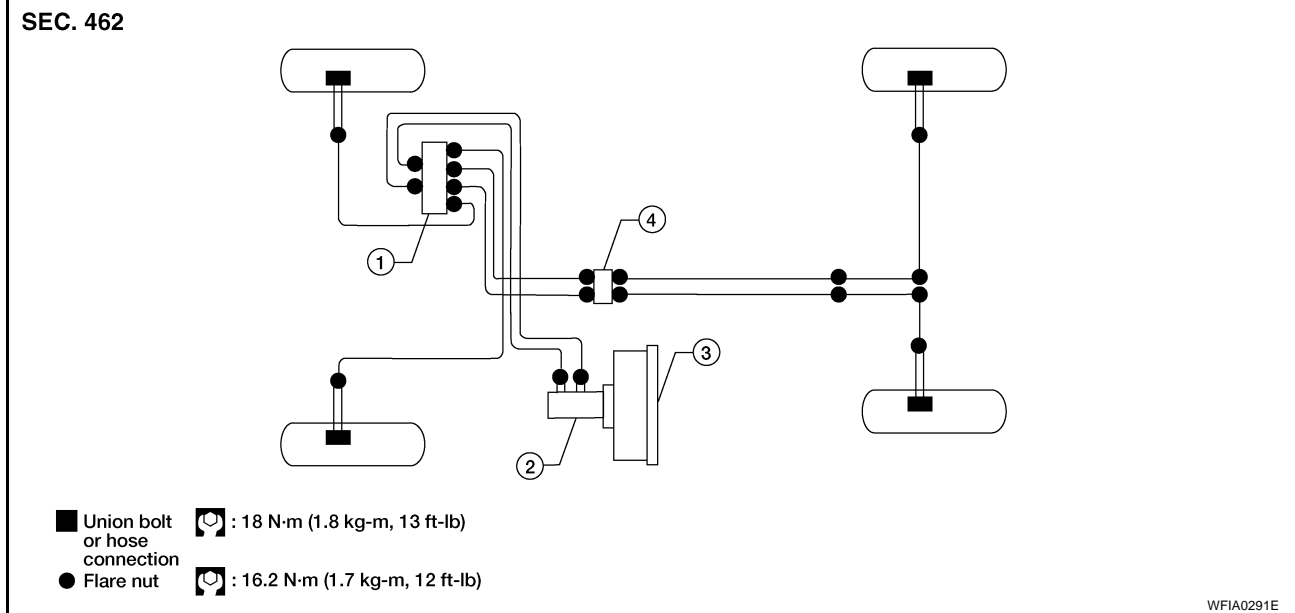 SEC. 462
4
1
3
2
Union bolt : 18 N·m (1.8 kg-m, 13 ft-lb)
or hose
connection
Flare nut : 16.2 N·m (1.7 kg-m, 12 ft-lb)
WFIA0291E